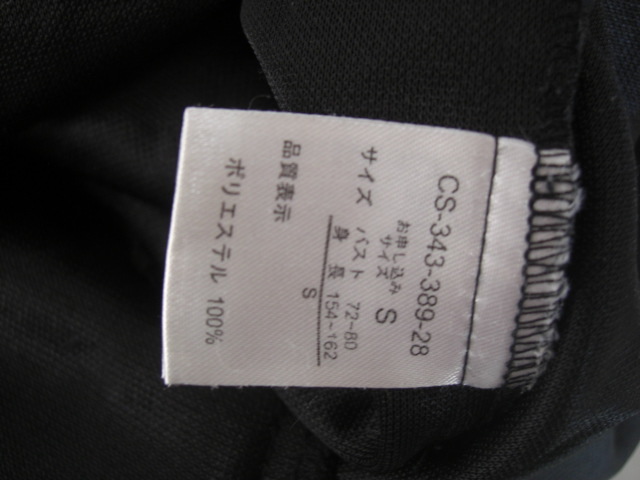 CS-343-389-28
お申し込み
サイズ S
サイズ バスト 72~80
身長 154~162
S
品質表示
ポリエステル 100%